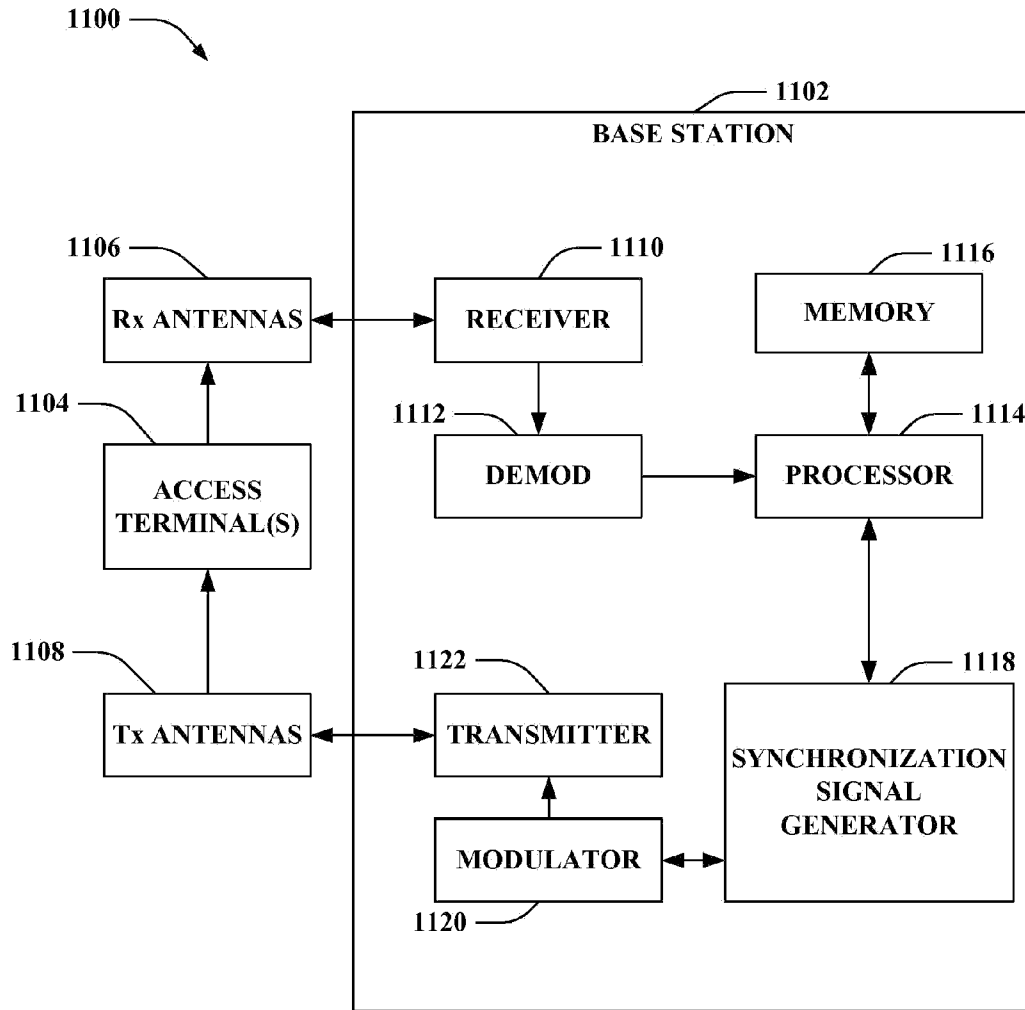 1100
1102
BASE STATION
1106
Rx ANTENNAS
1110
RECEIVER
1116
MEMORY
1104
ACCESS
TERMINAL(S)
1112
DEMOD
1114
PROCESSOR
1108
Tx ANTENNAS
1122
TRANSMITTER
1118
SYNCHRONIZATION
SIGNAL
GENERATOR
MODULATOR
1120